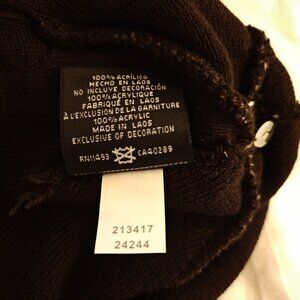 100% ACRÍLICO
HECHO EN LAOS
NO INCLUYE DECORACIÓN
100% ACRYLIQUE
FABRIQUÉ EN LAOS
À L'EXCLUSION DE LA GARNITURE
100% ACRYLIC
MADE IN LAOS
EXCLUSIVE OF DECORATION
RN11493 CA40289
213417
24244